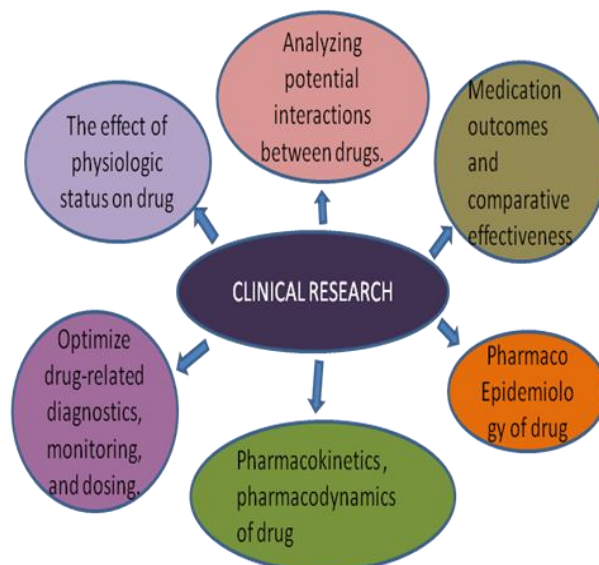 Analyzing
potential
interactions
between drugs.
The effect of
physiologic
status on drug
Medication
outcomes
and
comparative
effectiveness
CLINICAL RESEARCH
Optimize
drug-related
diagnostics,
monitoring,
and dosing.
Pharmaco
Epidemiolo
gy of drug
Pharmacokinetics ,
pharmacodynamics
of drug